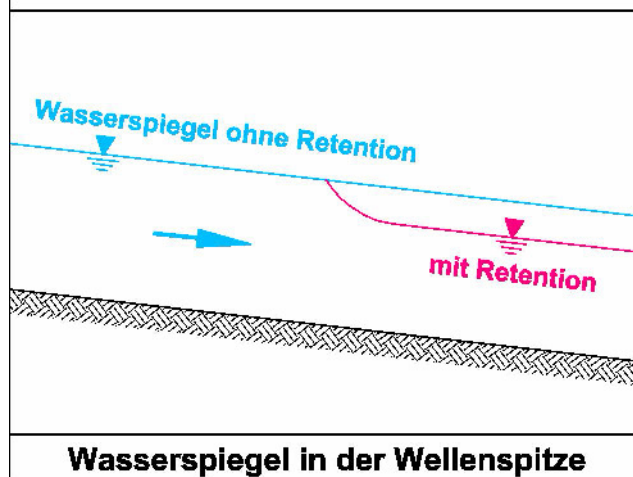 Wasserspiegel ohne Retention
mit Retention
Wasserspiegel in der Wellenspitze